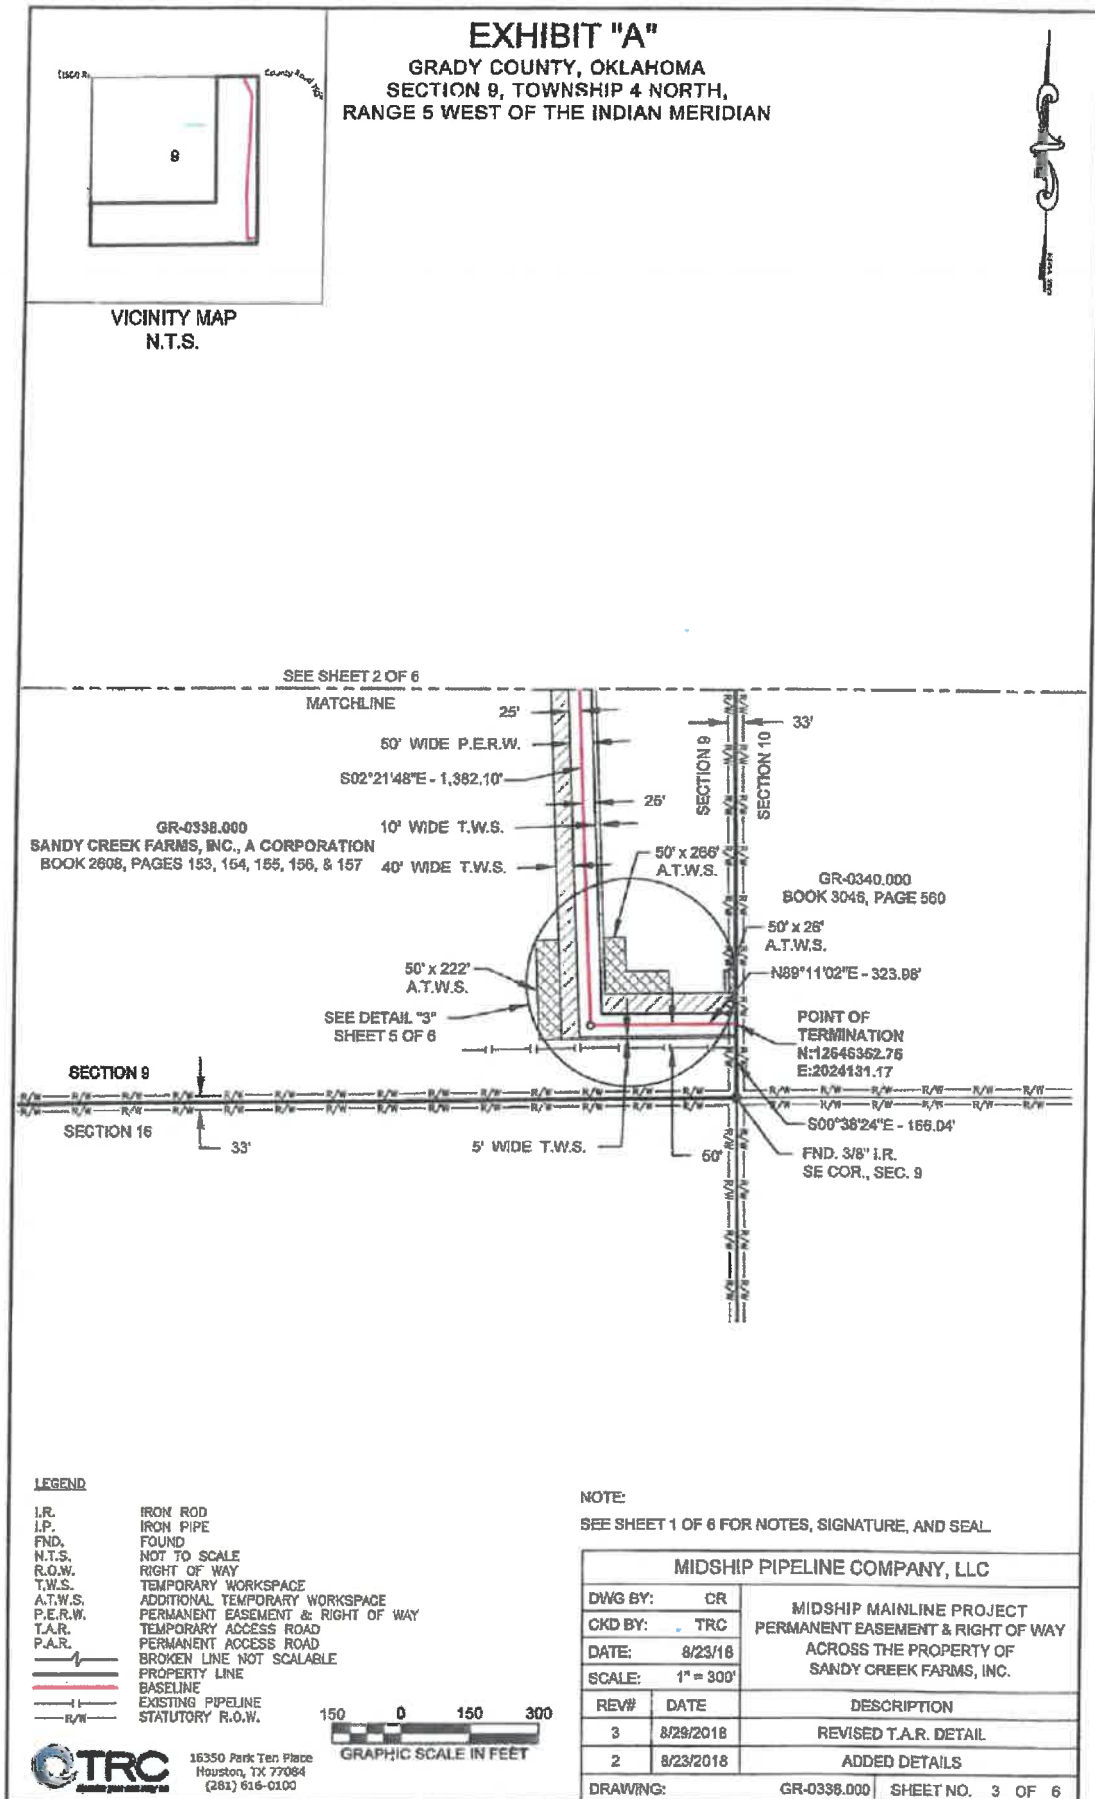 EXHIBIT "A"
GRADY COUNTY, OKLAHOMA
SECTION 9, TOWNSHIP 4 NORTH,
RANGE 5 WEST OF THE INDIAN MERIDIAN
County Road
9
VICINITY MAP
N.T.S.
SEE SHEET 2 OF 6
MATCHLINE
25'
50' WIDE P.E.R.W.
S02°21'48"E - 1,382.10'
25'
10' WIDE T.W.S.
40' WIDE T.W.S.
SECTION 9
SECTION 10
33'
GR-0338.000
SANDY CREEK FARMS, INC., A CORPORATION
BOOK 2608, PAGES 153, 154, 155, 156, & 157
50' x 266'
A.T.W.S.
GR-0340.000
BOOK 3046, PAGE 560
50' x 26'
A.T.W.S.
N89°11'02"E - 323.98'
50' x 222'
A.T.W.S.
SEE DETAIL "3"
SHEET 5 OF 6
POINT OF
TERMINATION
N:12646352.76
E:2024131.17
SECTION 9
R/W R/W R/W R/W R/W R/W R/W R/W R/W R/W R/W R/W R/W R/W
SECTION 16
33'
5' WIDE T.W.S.
50'
S00°38'24"E - 166.04'
FND. 3/8" I.R.
SE COR., SEC. 9
LEGEND
I.R. IRON ROD
I.P. IRON PIPE
FND. FOUND
N.T.S. NOT TO SCALE
R.O.W. RIGHT OF WAY
T.W.S. TEMPORARY WORKSPACE
A.T.W.S. ADDITIONAL TEMPORARY WORKSPACE
P.E.R.W. PERMANENT EASEMENT & RIGHT OF WAY
T.A.R. TEMPORARY ACCESS ROAD
P.A.R. PERMANENT ACCESS ROAD
BROKEN LINE NOT SCALABLE
PROPERTY LINE
BASELINE
EXISTING PIPELINE
R/W STATUTORY R.O.W.
150 0 150 300
GRAPHIC SCALE IN FEET
TRC
16350 Park Ten Place
Houston, TX 77084
(281) 616-0100
NOTE:
SEE SHEET 1 OF 6 FOR NOTES, SIGNATURE, AND SEAL
MIDSHIP PIPELINE COMPANY, LLC
DWG BY: CR
CKD BY: TRC
DATE: 8/23/18
SCALE: 1" = 300'
MIDSHIP MAINLINE PROJECT
PERMANENT EASEMENT & RIGHT OF WAY
ACROSS THE PROPERTY OF
SANDY CREEK FARMS, INC.
REV# DATE DESCRIPTION
3 8/29/2018 REVISED T.A.R. DETAIL
2 8/23/2018 ADDED DETAILS
DRAWING: GR-0338.000 SHEET NO. 3 OF 6